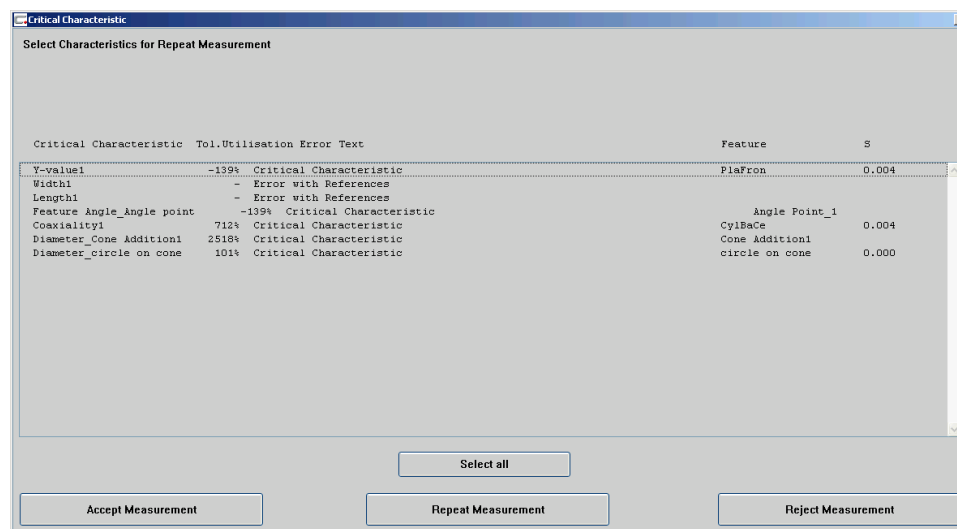 Critical Characteristic
Select Characteristics for Repeat Measurement
Critical Characteristic Tol.Utilisation Error Text Feature S
Y-value1 -139% Critical Characteristic PlaFron 0.004
Width1 - Error with References
Length1 - Error with References
Feature Angle_Angle point -139% Critical Characteristic Angle Point_1
Coaxiality1 712% Critical Characteristic CylBaCe 0.004
Diameter_Cone Addition1 2518% Critical Characteristic Cone Addition1
Diameter_circle on cone 101% Critical Characteristic circle on cone 0.000
Select all
Accept Measurement Repeat Measurement Reject Measurement